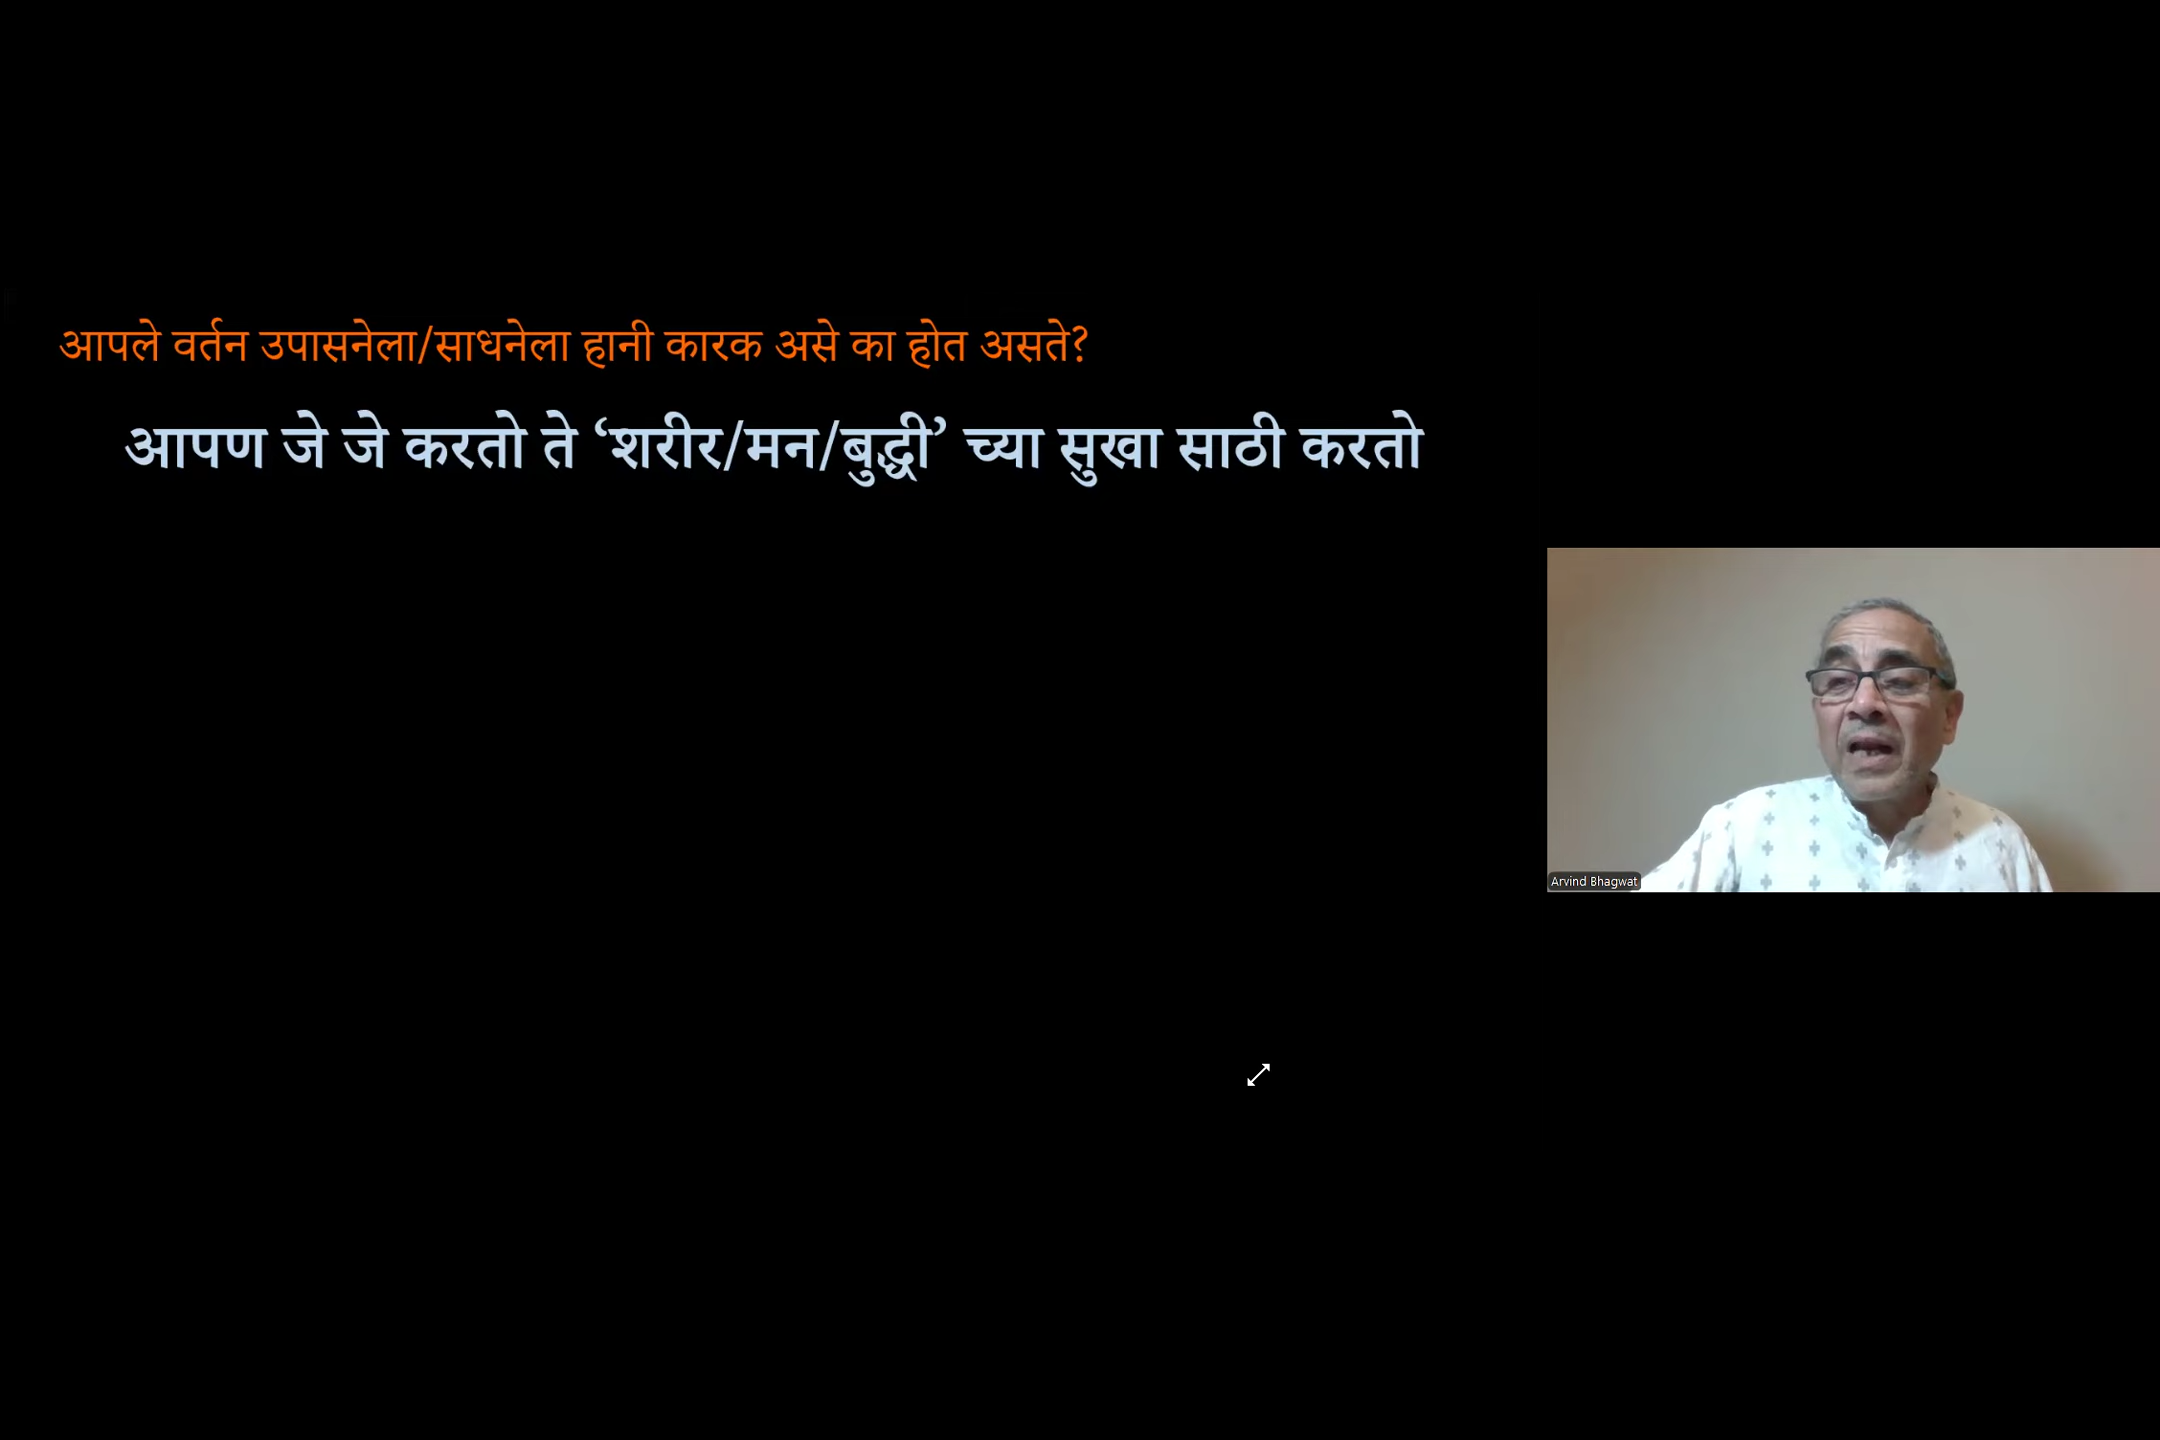 आपले वर्तन उपासनेला/साधनेला हानी कारक असे का होत असते?
आपण जे जे करतो ते ‘शरीर/मन/बुद्धी’ च्या सुखा साठी करतो
Arvind Bhagwat